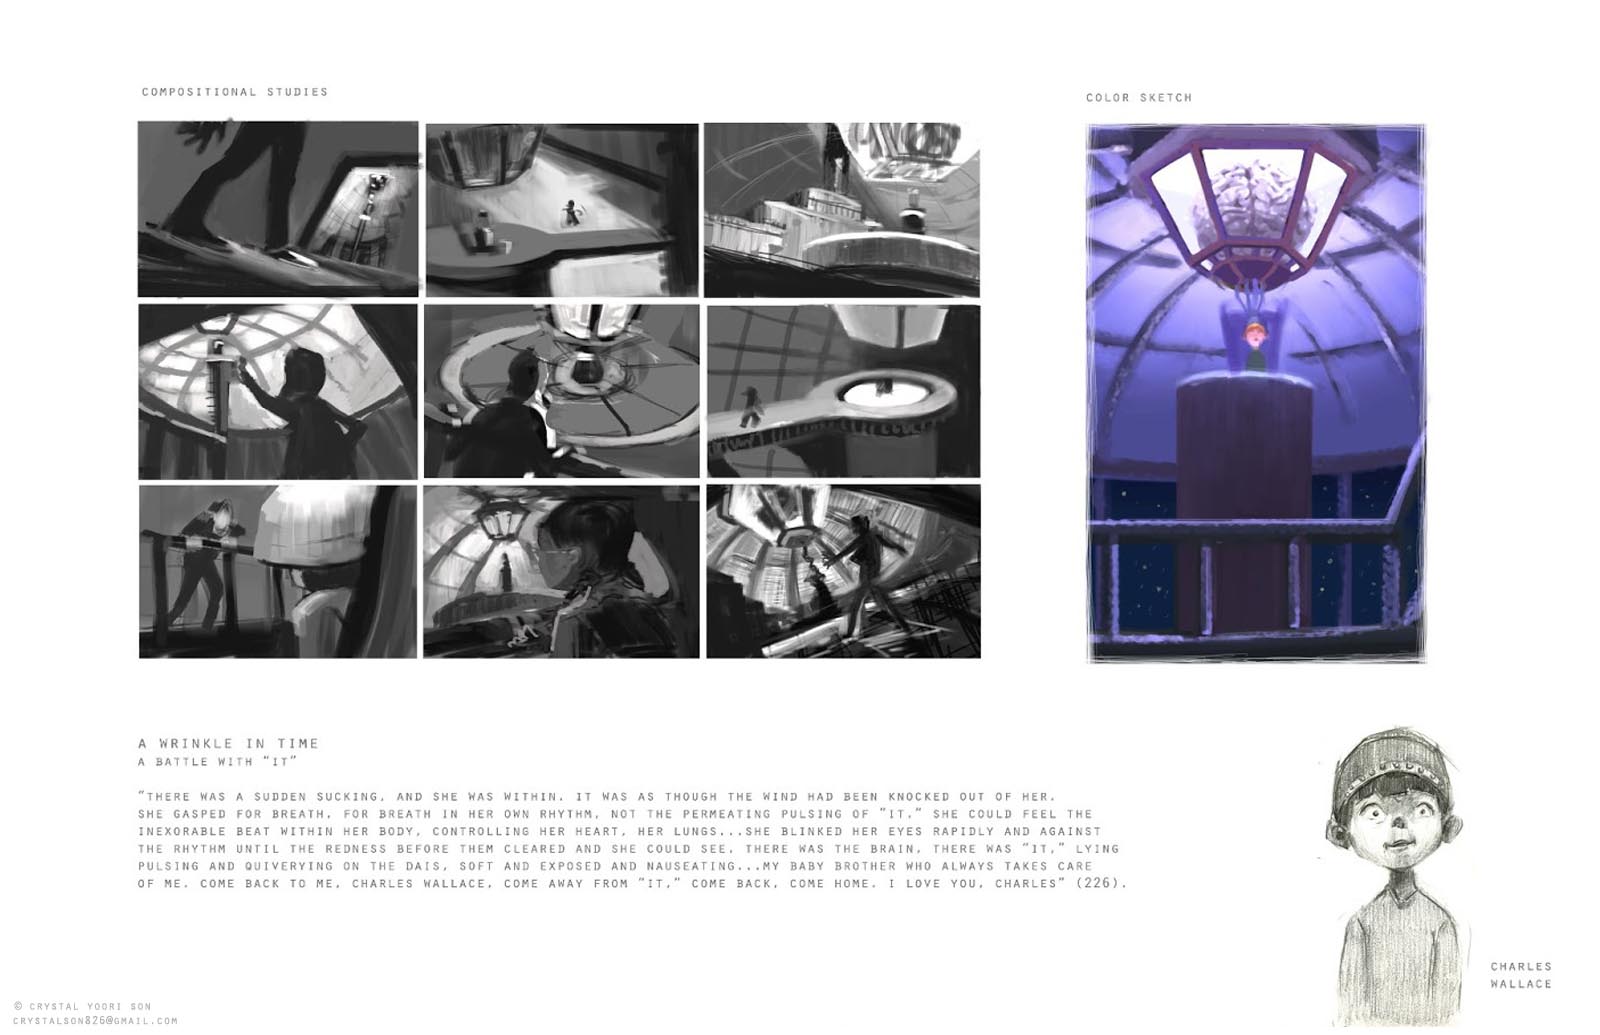 COMPOSITIONAL STUDIES
COLOR SKETCH
A WRINKLE IN TIME
A BATTLE WITH "IT"
"THERE WAS A SUDDEN SUCKING, AND SHE WAS WITHIN. IT WAS AS THOUGH THE WIND HAD BEEN KNOCKED OUT OF HER.
SHE GASPED FOR BREATH, FOR BREATH IN HER OWN RHYTHM, NOT THE PERMEATING PULSING OF "IT." SHE COULD FEEL THE
INEXORABLE BEAT WITHIN HER BODY, CONTROLLING HER HEART, HER LUNGS...SHE BLINKED HER EYES RAPIDLY AND AGAINST
THE RHYTHM UNTIL THE REDNESS BEFORE THEM CLEARED AND SHE COULD SEE. THERE WAS THE BRAIN, THERE WAS "IT," LYING
PULSING AND QUIVERYING ON THE DAIS, SOFT AND EXPOSED AND NAUSEATING...MY BABY BROTHER WHO ALWAYS TAKES CARE
OF ME. COME BACK TO ME, CHARLES WALLACE, COME AWAY FROM "IT," COME BACK, COME HOME. I LOVE YOU, CHARLES" (226).
CHARLES
WALLACE
© CRYSTAL YOORI SON
CRYSTALSON826@GMAIL.COM